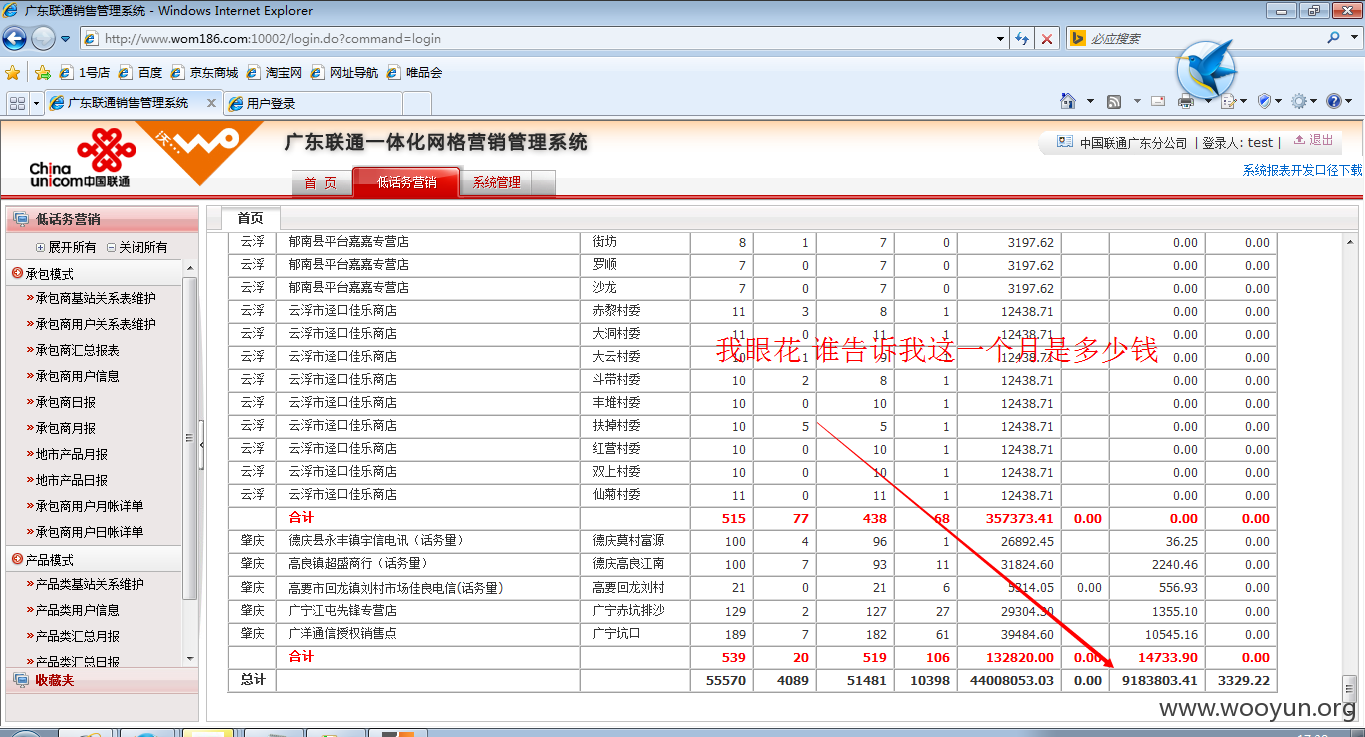 广东联通销售管理系统 - Windows Internet Explorer
http://www.wom186.com:10002/login.do?command=login
必应搜索
1号店 百度 京东商城 淘宝网 网址导航 唯品会
广东联通销售管理系统 x 用户登录
China unicom中国联通
沃...
广东联通一体化网格营销管理系统
中国联通广东分公司 | 登录人: test | 退出
系统报表开发口径下载
首 页 低话务营销 系统管理
低话务营销
展开所有 关闭所有
承包模式
»承包商基站关系表维护
»承包商用户关系表维护
»承包商汇总报表
»承包商用户信息
»承包商日报
»承包商月报
»地市产品月报
»地市产品日报
»承包商用户月帐详单
»承包商用户日帐详单
产品模式
»产品类基站关系维护
»产品类用户信息
»产品类汇总月报
»产品类汇总日报
收藏夹
首页
云浮 郁南县平台嘉嘉专营店 街坊 8 1 7 0 3197.62 0.00 0.00
云浮 郁南县平台嘉嘉专营店 罗顺 7 0 7 0 3197.62 0.00 0.00
云浮 郁南县平台嘉嘉专营店 沙龙 7 0 7 0 3197.62 0.00 0.00
云浮 云浮市迳口佳乐商店 赤黎村委 11 3 8 1 12438.71 0.00 0.00
云浮 云浮市迳口佳乐商店 大洞村委 11 0 11 1 12438.71 0.00 0.00
我眼花 谁告诉我这一个月是多少钱
云浮 云浮市迳口佳乐商店 大云村委 10 1 9 1 12438.71 0.00 0.00
云浮 云浮市迳口佳乐商店 斗带村委 10 2 8 1 12438.71 0.00 0.00
云浮 云浮市迳口佳乐商店 丰堆村委 10 0 10 1 12438.71 0.00 0.00
云浮 云浮市迳口佳乐商店 扶掉村委 10 5 5 1 12438.71 0.00 0.00
云浮 云浮市迳口佳乐商店 红营村委 10 0 10 1 12438.71 0.00 0.00
云浮 云浮市迳口佳乐商店 双上村委 10 0 10 1 12438.71 0.00 0.00
云浮 云浮市迳口佳乐商店 仙菊村委 11 0 11 1 12438.71 0.00 0.00
合计 515 77 438 68 357373.41 0.00 0.00 0.00
肇庆 德庆县永丰镇宇信电讯（话务量） 德庆莫村富源 100 4 96 1 26892.45 36.25 0.00
肇庆 高良镇超盛商行（话务量） 德庆高良江南 100 7 93 11 31824.60 2240.46 0.00
肇庆 高要市回龙镇刘村市场佳良电信(话务量） 高要回龙刘村 21 0 21 6 5314.05 0.00 556.93 0.00
肇庆 广宁江屯先锋专营店 广宁赤坑排沙 129 2 127 27 29304.30 1355.10 0.00
肇庆 广洋通信授权销售点 广宁坑口 189 7 182 61 39484.60 10545.16 0.00
合计 539 20 519 106 132820.00 0.00 14733.90 0.00
总计 55570 4089 51481 10398 44008053.03 0.00 9183803.41 3329.22
www.wooyun.org